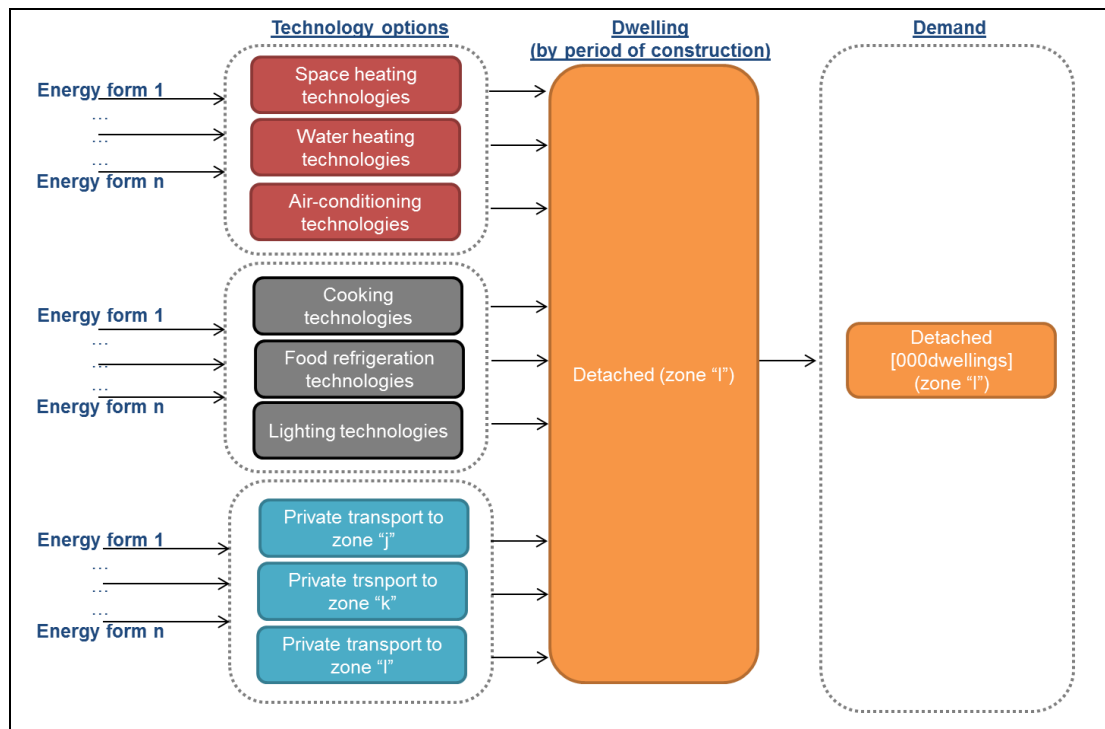 Technology options
Dwelling
(by period of construction)
Demand
Energy form 1
...
...
Energy form n
Space heating
technologies
Water heating
technologies
Air-conditioning
technologies
Energy form 1
...
...
Energy form n
Cooking
technologies
Food refrigeration
technologies
Lighting technologies
Energy form 1
...
...
Energy form n
Private transport to
zone “j”
Private trsnport to
zone “k”
Private transport to
zone “l”
Detached (zone “l”)
Detached
[000dwellings]
(zone “l”)